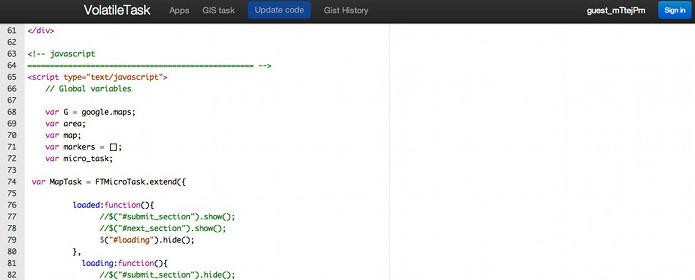 VolatileTask Apps GIS task Update code Gist History guest_mTtejPm Sign in
61 </div>
62
63 <!-- javascript
64 ================================================== -->
65 <script type="text/javascript">
66 // Global variables
67
68 var G = google.maps;
69 var area;
70 var map;
71 var markers = [];
72 var micro_task;
73
74 var MapTask = FTMicroTask.extend({
75
76 loaded:function(){
77 //$("#submit_section").show();
78 //$("#next_section").show();
79 $("#loading").hide();
80 },
81 loading:function(){
82 //$("#submit_section").hide();